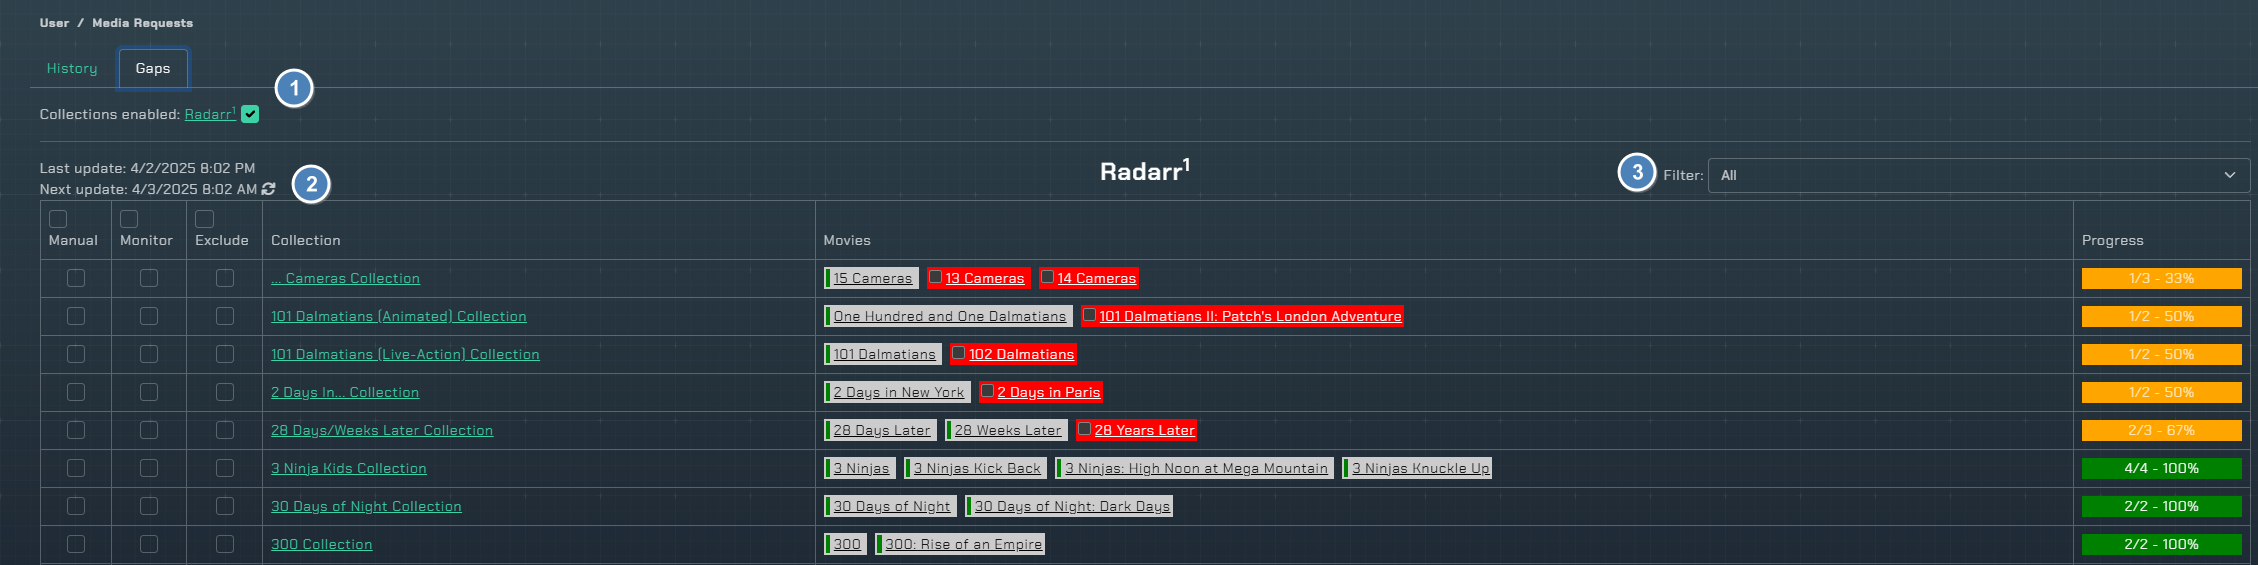 User / Media Requests
History Gaps
1
Collections enabled: Radarr1
Last update: 4/2/2025 8:02 PM
Next update: 4/3/2025 8:02 AM
2
Radarr1
3
Filter: All
Manual Monitor Exclude Collection Movies Progress
... Cameras Collection 15 Cameras 13 Cameras 14 Cameras 1/3 - 33%
101 Dalmatians (Animated) Collection One Hundred and One Dalmatians 101 Dalmatians II: Patch's London Adventure 1/2 - 50%
101 Dalmatians (Live-Action) Collection 101 Dalmatians 102 Dalmatians 1/2 - 50%
2 Days In... Collection 2 Days in New York 2 Days in Paris 1/2 - 50%
28 Days/Weeks Later Collection 28 Days Later 28 Weeks Later 28 Years Later 2/3 - 67%
3 Ninja Kids Collection 3 Ninjas 3 Ninjas Kick Back 3 Ninjas: High Noon at Mega Mountain 3 Ninjas Knuckle Up 4/4 - 100%
30 Days of Night Collection 30 Days of Night 30 Days of Night: Dark Days 2/2 - 100%
300 Collection 300 300: Rise of an Empire 2/2 - 100%